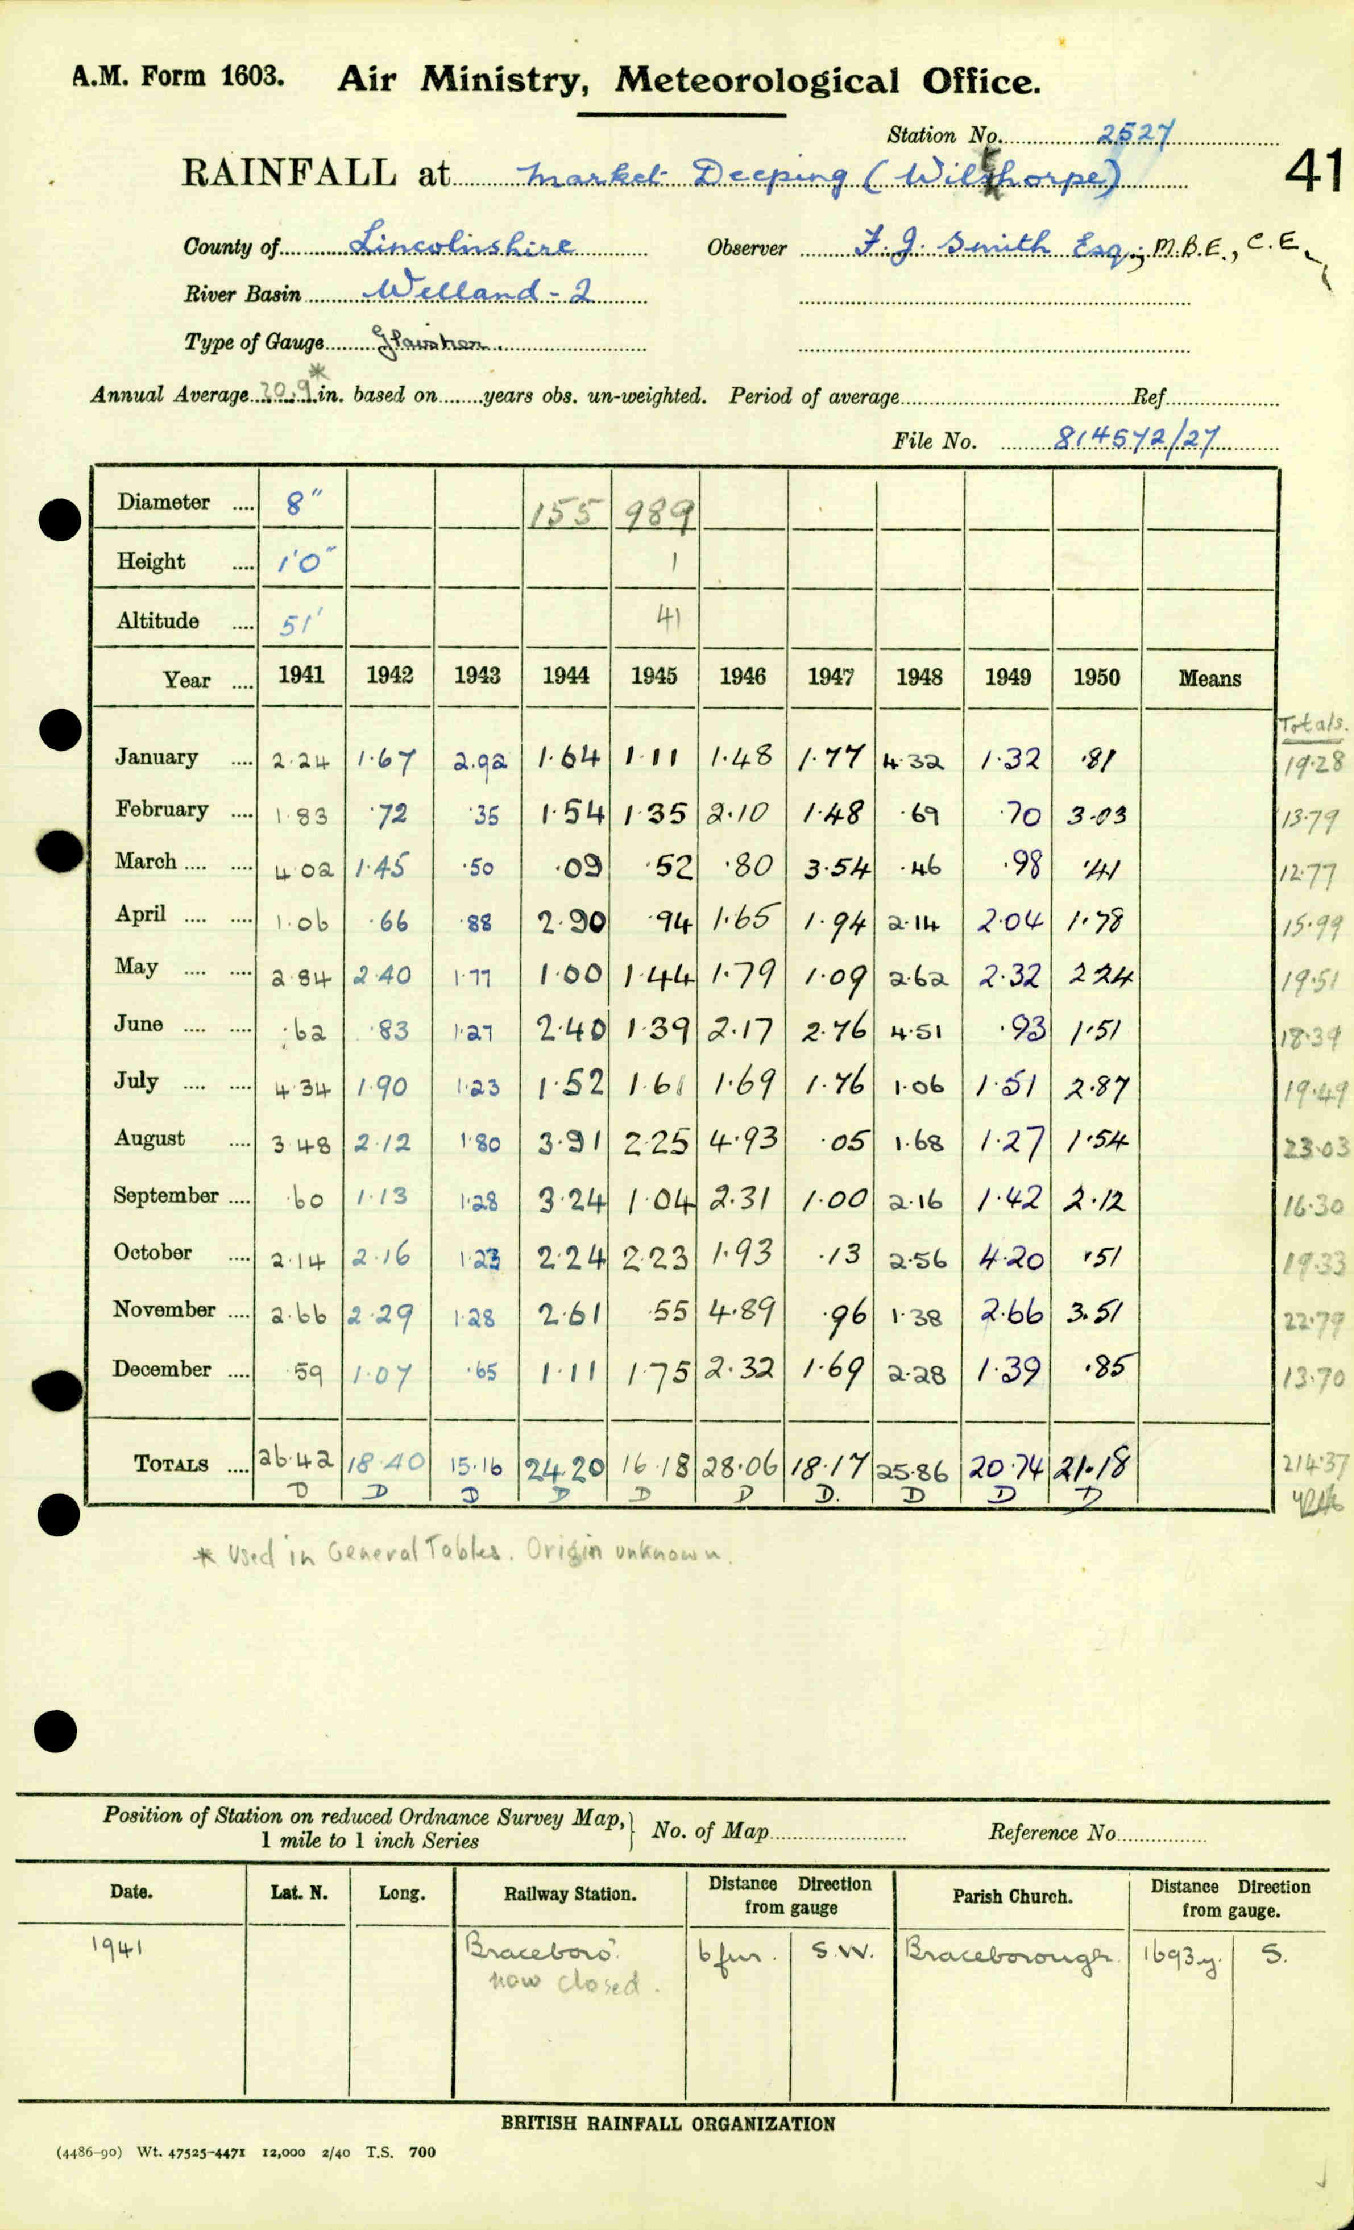 A.M. Form 1603. Air Ministry, Meteorological Office.
Station No. 2527
RAINFALL at Market Deeping (Wilsthorpe) 41
County of Lincolnshire Observer F. J. Smith Esq., M.B.E., C.E.,
River Basin Welland - 2
Type of Gauge Glaisher.
Annual Average 20.9* in. based on years obs. un-weighted. Period of average Ref
File No. 814572/27
Diameter .... 8" 155 989
Height .... 1'0" 1
Altitude .... 51' 41
Year .... 1941 1942 1943 1944 1945 1946 1947 1948 1949 1950 Means
Totals.
January .... 2.24 1.67 2.92 1.64 1.11 1.48 1.77 4.32 1.32 .81 19.28
February .... 1.83 .72 .35 1.54 1.35 2.10 1.48 .69 .70 3.03 13.79
March .... .... 4.02 1.45 .50 .09 .52 .80 3.54 .46 .98 .41 12.77
April .... .... 1.06 .66 .88 2.90 .94 1.65 1.94 2.14 2.04 1.78 15.99
May .... .... 2.84 2.40 1.77 1.00 1.44 1.79 1.09 2.62 2.32 2.24 19.51
June .... .... .62 .83 1.27 2.40 1.39 2.17 2.76 4.51 .93 1.51 18.39
July .... .... 4.34 1.90 1.23 1.52 1.61 1.69 1.76 1.06 1.51 2.87 19.49
August .... 3.48 2.12 1.80 3.91 2.25 4.93 .05 1.68 1.27 1.54 23.03
September .... .60 1.13 1.28 3.24 1.04 2.31 1.00 2.16 1.42 2.12 16.30
October .... 2.14 2.16 1.23 2.24 2.23 1.93 .13 2.56 4.20 .51 19.33
November .... 2.66 2.29 1.28 2.61 .55 4.89 .96 1.38 2.66 3.51 22.79
December .... .59 1.07 .65 1.11 1.75 2.32 1.69 2.28 1.39 .85 13.70
TOTALS .... 26.42 18.40 15.16 24.20 16.18 28.06 18.17 25.86 20.74 21.18 214.37
D D D D D D D. D D D
* Used in General Tables. Origin unknown.
Position of Station on reduced Ordnance Survey Map, No. of Map Reference No.
1 mile to 1 inch Series
Date. Lat. N. Long. Railway Station. Distance Direction from gauge Parish Church. Distance Direction from gauge.
1941 Braceboro'. 6 fur. S.W. Braceborough. 1693y. S.
now closed.
BRITISH RAINFALL ORGANIZATION
(4486-90) Wt. 47525-4471 12,000 2/40 T.S. 700